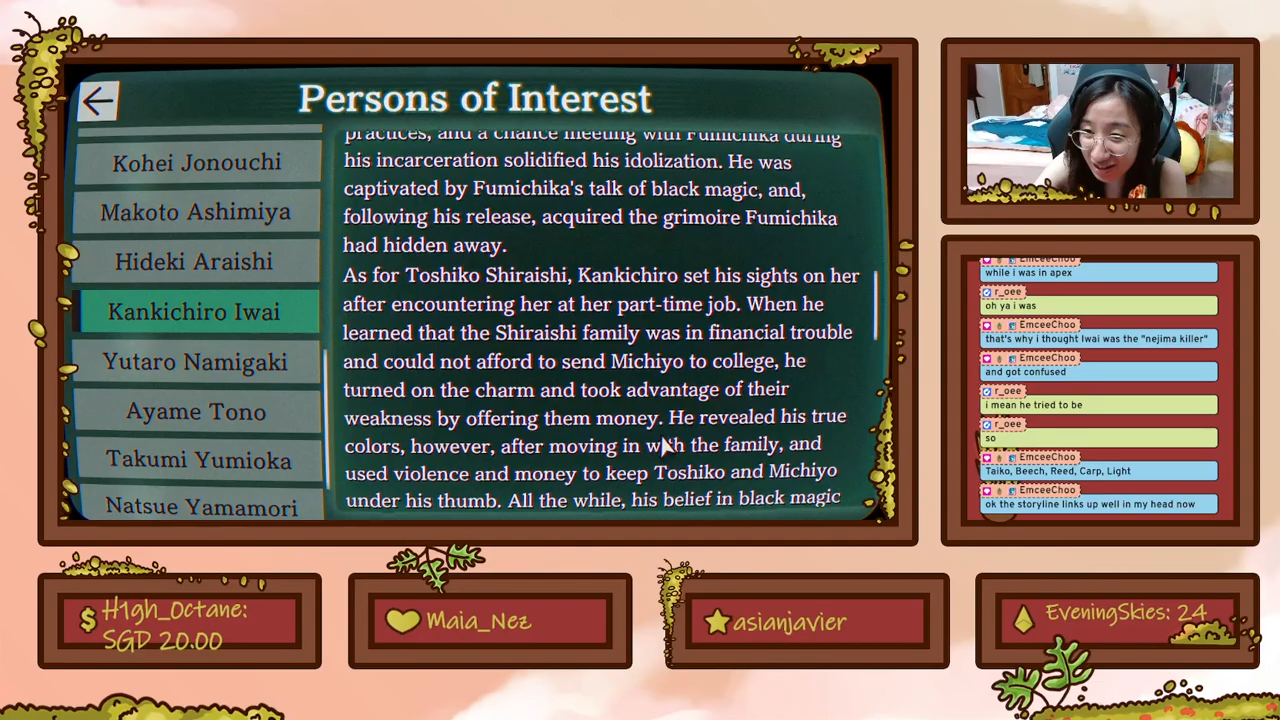 Persons of Interest
Kohei Jonouchi
Makoto Ashimiya
Hideki Araishi
Kankichiro Iwai
Yutaro Namigaki
Ayame Tono
Takumi Yumioka
Natsue Yamamori
practices, and a chance meeting with Fumichika during
his incarceration solidified his idolization. He was
captivated by Fumichika's talk of black magic, and,
following his release, acquired the grimoire Fumichika
had hidden away.
As for Toshiko Shiraishi, Kankichiro set his sights on her
after encountering her at her part-time job. When he
learned that the Shiraishi family was in financial trouble
and could not afford to send Michiyo to college, he
turned on the charm and took advantage of their
weakness by offering them money. He revealed his true
colors, however, after moving in with the family, and
used violence and money to keep Toshiko and Michiyo
under his thumb. All the while, his belief in black magic
EmceeChoo
while i was in apex
r_oee
oh ya i was
EmceeChoo
that's why i thought Iwai was the "nejima killer"
EmceeChoo
and got confused
r_oee
i mean he tried to be
r_oee
so
EmceeChoo
Taiko, Beech, Reed, Carp, Light
EmceeChoo
ok the storyline links up well in my head now
$ H1gh_Octane:
SGD 20.00
Maia_Nez
asianjavier
EveningSkies: 24